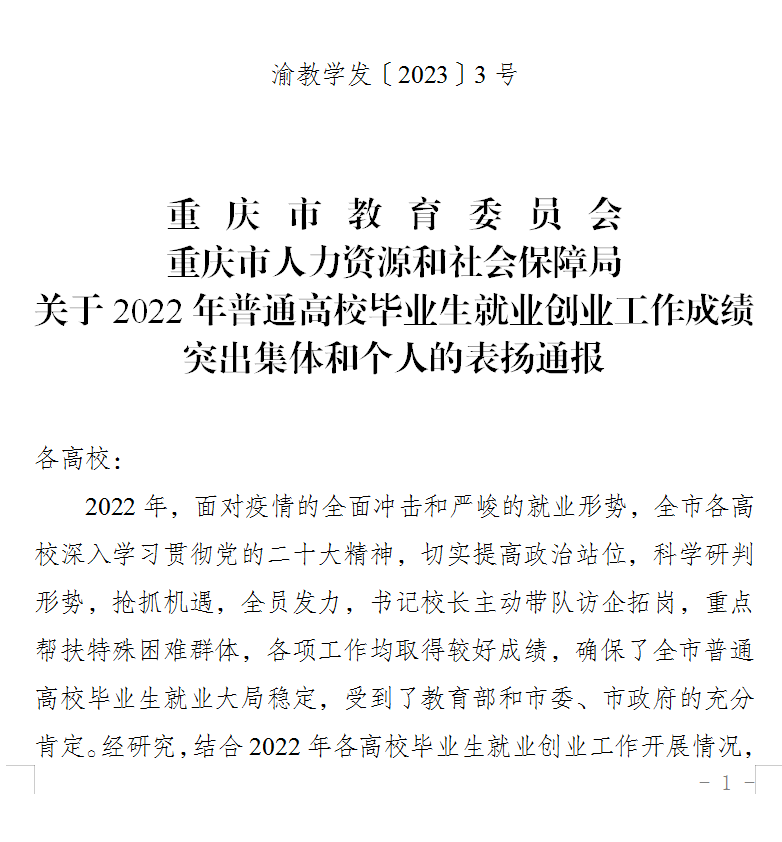 渝教学发〔2023〕3 号
重庆市教育委员会
重庆市人力资源和社会保障局
关于 2022 年普通高校毕业生就业创业工作成绩
突出集体和个人的表扬通报
各高校：
2022 年，面对疫情的全面冲击和严峻的就业形势，全市各高
校深入学习贯彻党的二十大精神，切实提高政治站位，科学研判
形势，抢抓机遇，全员发力，书记校长主动带队访企拓岗，重点
帮扶特殊困难群体，各项工作均取得较好成绩，确保了全市普通
高校毕业生就业大局稳定，受到了教育部和市委、市政府的充分
肯定。经研究，结合 2022 年各高校毕业生就业创业工作开展情况，
- 1 -